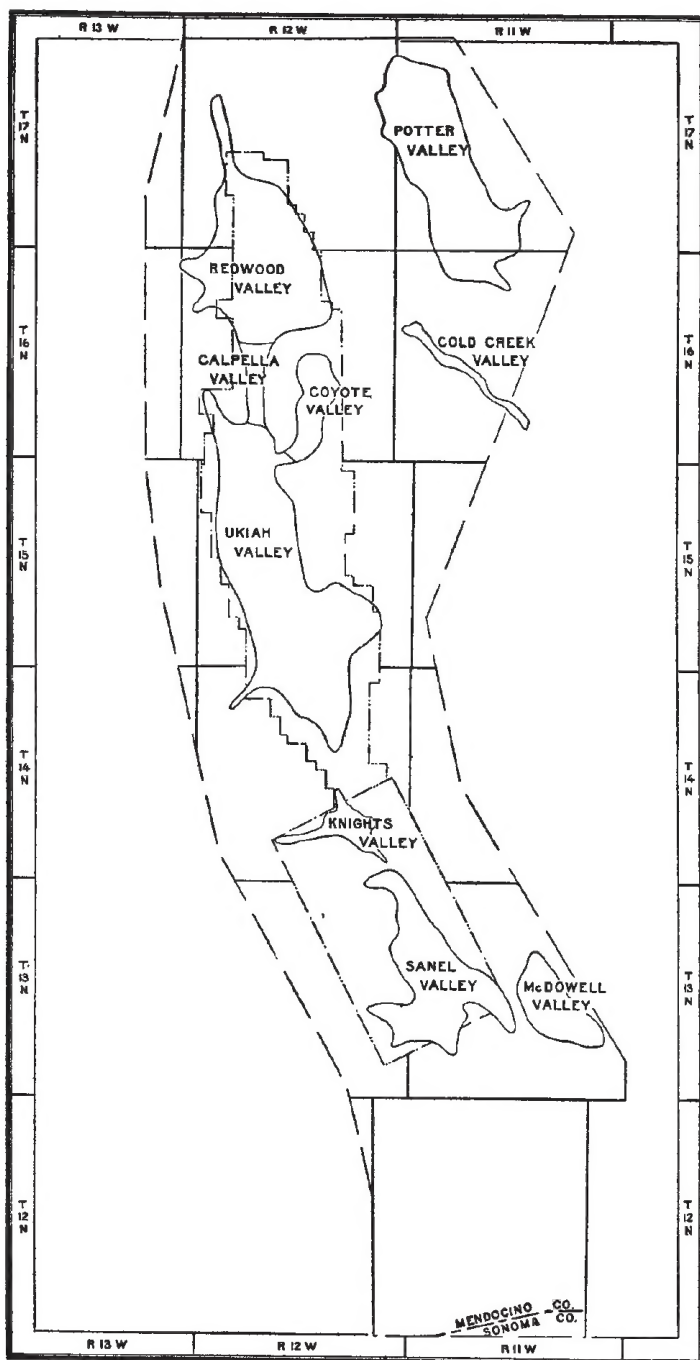 R 13 W
R 12 W
R 11 W
T
17
N
T
17
N
POTTER
VALLEY
REDWOOD
VALLEY
T
16
N
T
16
N
COLD CREEK
VALLEY
CALPELLA
VALLEY
COYOTE
VALLEY
T
15
N
T
15
N
UKIAH
VALLEY
T
14
N
T
14
N
KNIGHTS
VALLEY
T
13
N
T
13
N
SANEL
VALLEY
McDOWELL
VALLEY
T
12
N
T
12
N
MENDOCINO CO.
SONOMA CO.
R 13 W
R 12 W
R 11 W